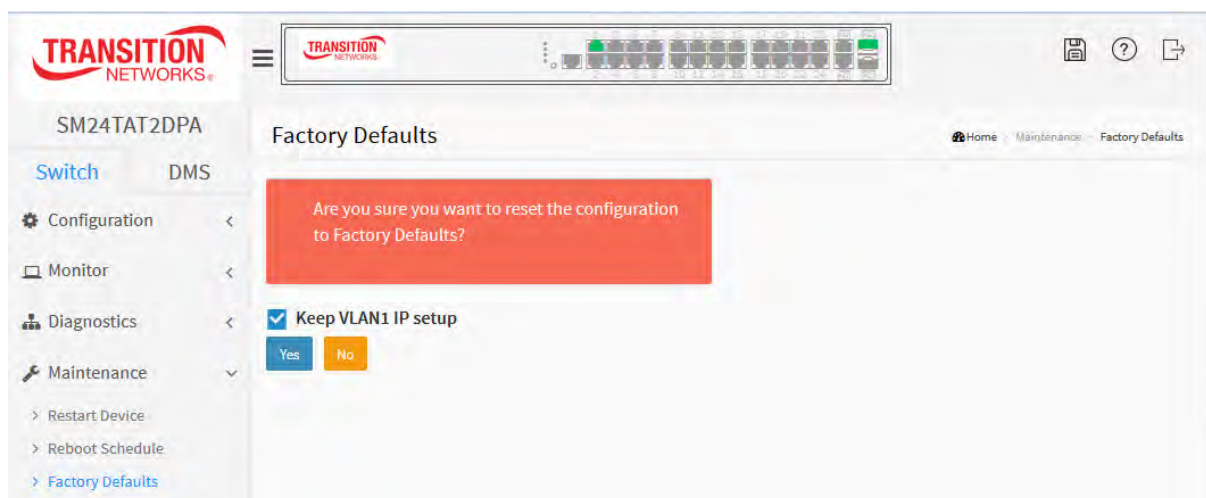 TRANSITION
NETWORKS®
TRANSITION
NETWORKS
SM24TAT2DPA
Switch DMS
Configuration
Monitor
Diagnostics
Maintenance
Restart Device
Reboot Schedule
Factory Defaults
Factory Defaults
Home Maintenance Factory Defaults
Are you sure you want to reset the configuration
to Factory Defaults?
Keep VLAN1 IP setup
Yes No